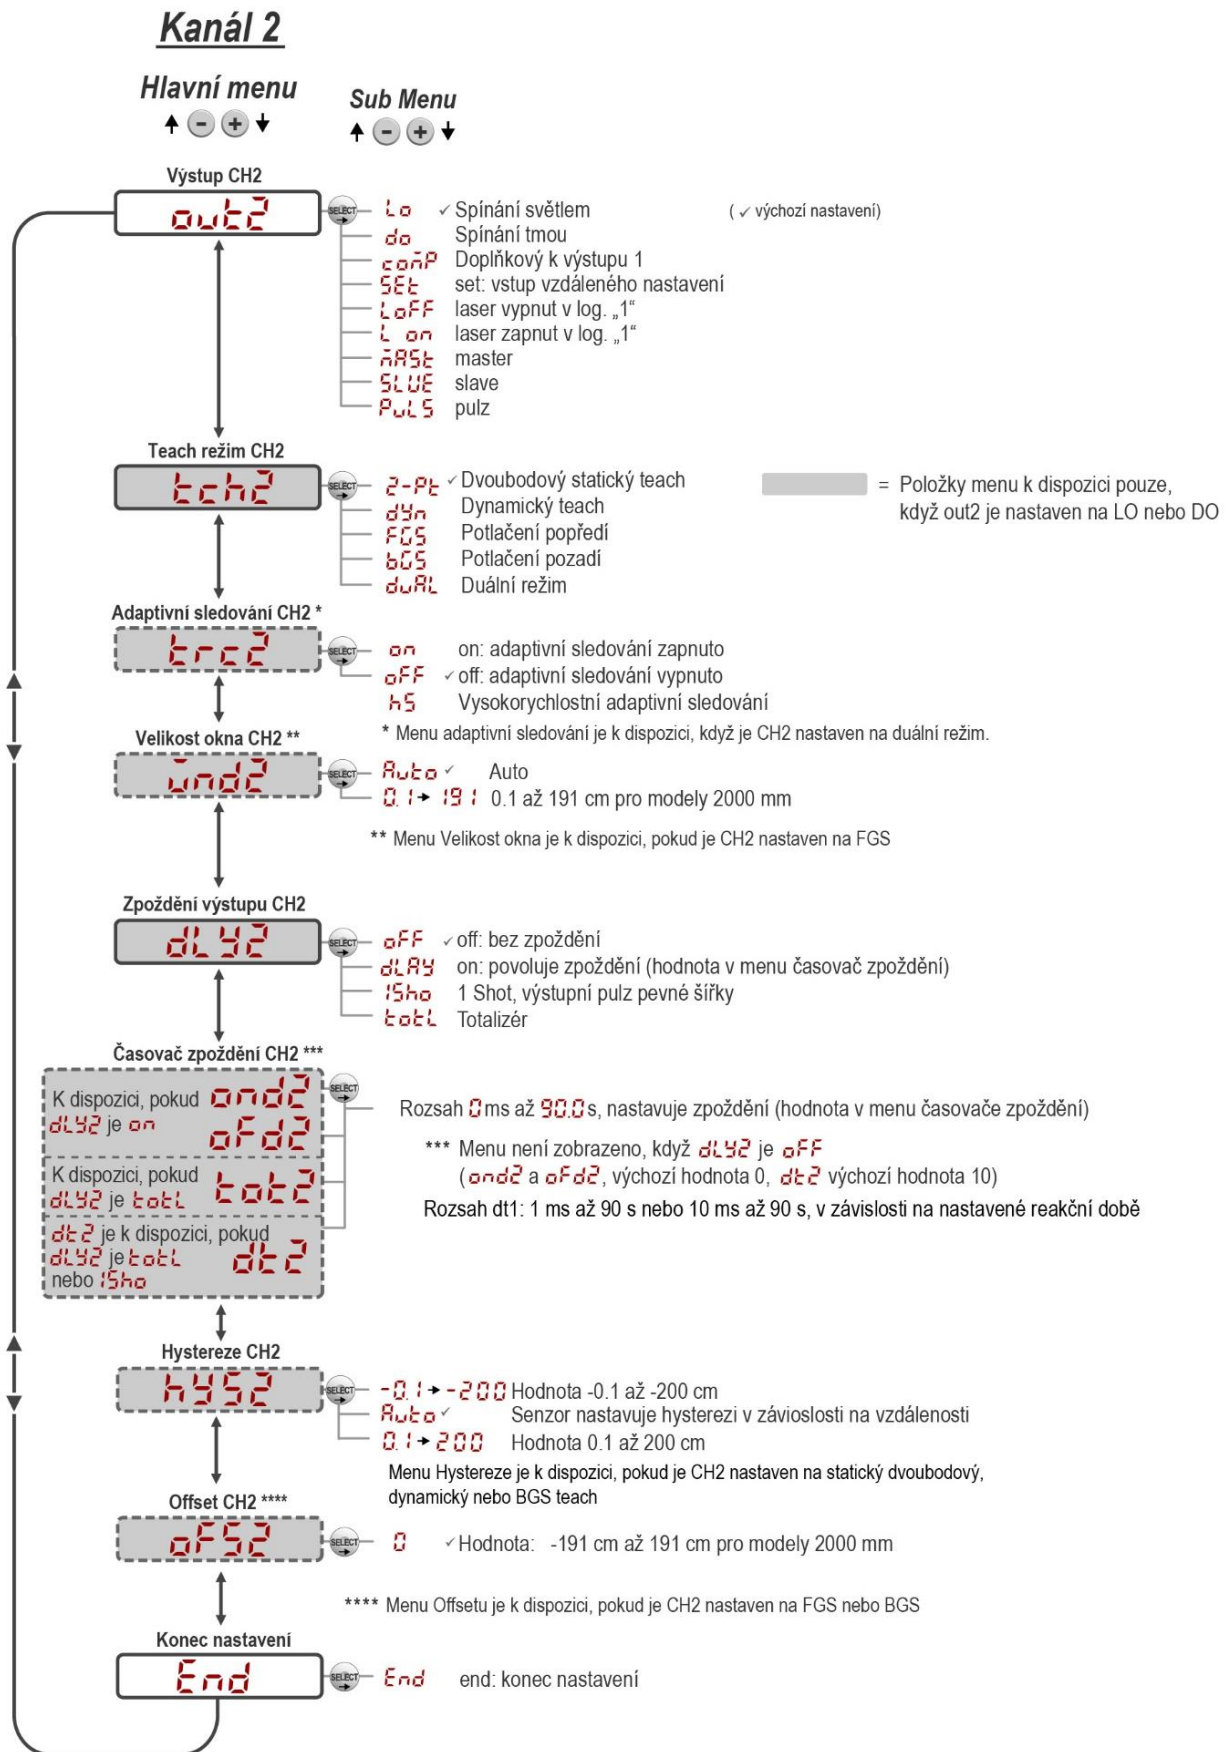 Kanál 2
Hlavní menu
Sub Menu
- +
- +
Výstup CH2
out2
SELECT
Lo ✓ Spínání světlem
( ✓ výchozí nastavení)
do Spínání tmou
comP Doplňkový k výstupu 1
SEt set: vstup vzdáleného nastavení
LoFF laser vypnut v log. „1“
L on laser zapnut v log. „1“
mASt master
SLVE slave
PuLS pulz
Teach režim CH2
tch2
SELECT
2-Pt ✓ Dvoubodový statický teach
dYn Dynamický teach
FGS Potlačení popředí
bGS Potlačení pozadí
duAL Duální režim
= Položky menu k dispozici pouze,
když out2 je nastaven na LO nebo DO
Adaptivní sledování CH2 *
trc2
SELECT
on on: adaptivní sledování zapnuto
oFF ✓ off: adaptivní sledování vypnuto
hS Vysokorychlostní adaptivní sledování
* Menu adaptivní sledování je k dispozici, když je CH2 nastaven na duální režim.
Velikost okna CH2 **
wnd2
SELECT
Auto ✓ Auto
0.1 → 191 0.1 až 191 cm pro modely 2000 mm
** Menu Velikost okna je k dispozici, pokud je CH2 nastaven na FGS
Zpoždění výstupu CH2
dLY2
SELECT
oFF ✓ off: bez zpoždění
dLAY on: povoluje zpoždění (hodnota v menu časovač zpoždění)
1Sho 1 Shot, výstupní pulz pevné šířky
totL Totalizér
Časovač zpoždění CH2 ***
K dispozici, pokud
dLY2 je on
ond2
oFd2
SELECT
K dispozici, pokud
dLY2 je totL
tot2
dt2 je k dispozici, pokud
dLY2 je totL
nebo 1Sho
dt2
Rozsah 0 ms až 90.0 s, nastavuje zpoždění (hodnota v menu časovače zpoždění)
*** Menu není zobrazeno, když dLY2 je oFF
(ond2 a oFd2, výchozí hodnota 0, dt2 výchozí hodnota 10)
Rozsah dt1: 1 ms až 90 s nebo 10 ms až 90 s, v závislosti na nastavené reakční době
Hystereze CH2
hYS2
SELECT
-0.1 → -200 Hodnota -0.1 až -200 cm
Auto ✓ Senzor nastavuje hysterezi v závioslosti na vzdálenosti
0.1 → 200 Hodnota 0.1 až 200 cm
Menu Hystereze je k dispozici, pokud je CH2 nastaven na statický dvoubodový,
dynamický nebo BGS teach
Offset CH2 ****
oFS2
SELECT
0 ✓ Hodnota: -191 cm až 191 cm pro modely 2000 mm
**** Menu Offsetu je k dispozici, pokud je CH2 nastaven na FGS nebo BGS
Konec nastavení
End
SELECT
End end: konec nastavení